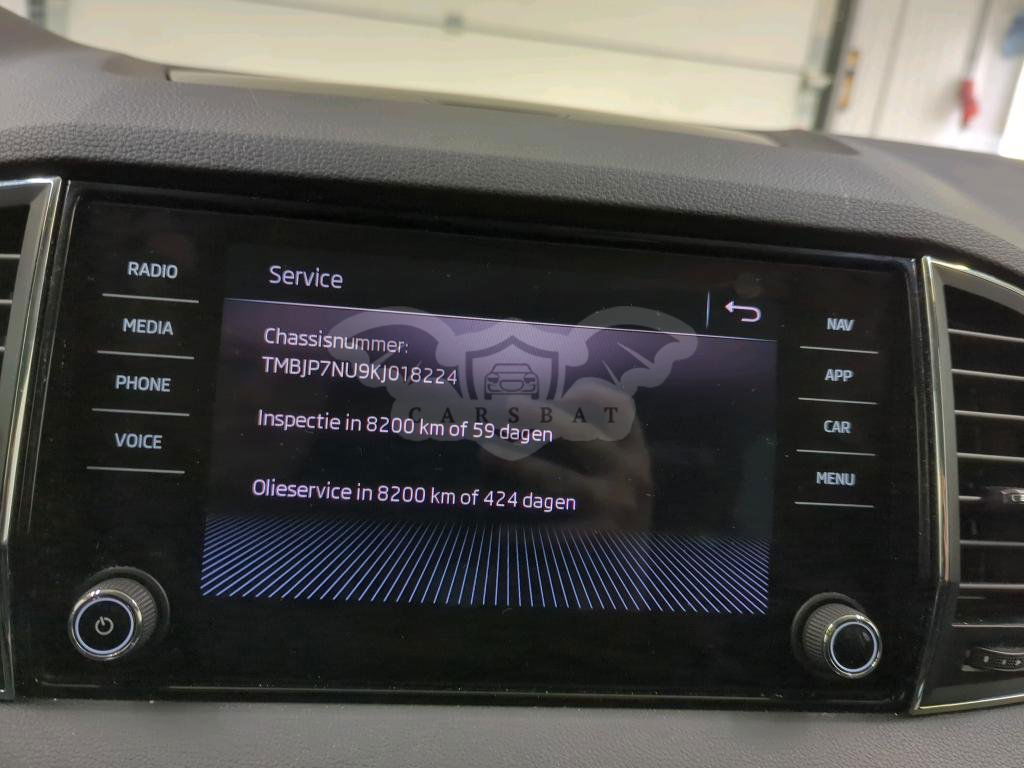 RADIO
MEDIA
PHONE
VOICE
Service
Chassisnummer:
TMBJP7NU9KJ018224
Inspectie in 8200 km of 59 dagen
Olieservice in 8200 km of 424 dagen
CARSBAT
NAV
APP
CAR
MENU